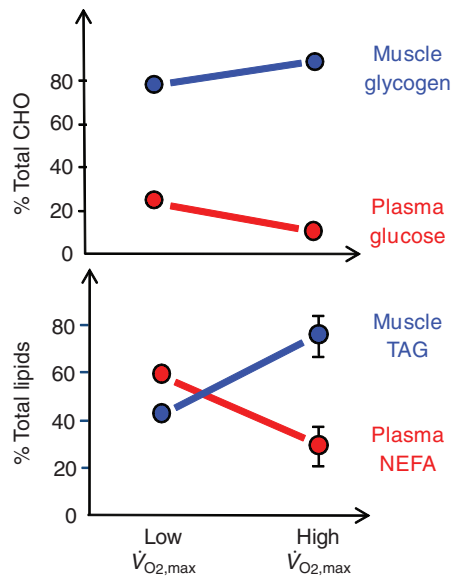 % Total CHO
80
60
40
20
0
Muscle
glycogen
Plasma
glucose
% Total lipids
80
60
40
20
0
Muscle
TAG
Plasma
NEFA
Low
V̇O2,max
High
V̇O2,max